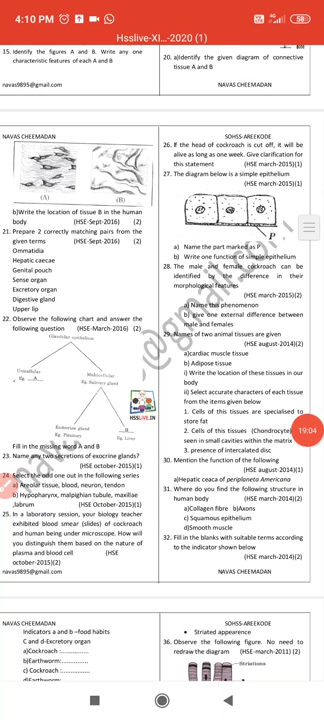 4:10 PM
58
Hsslive-XI...-2020 (1)
15. Identify the figures A and B. Write any one
characteristic features of each A and B
navas9895@gmail.com
20. a)Identify the given diagram of connective
tissue A and B
NAVAS CHEEMADAN
NAVAS CHEEMADAN
(A)
(B)
b)Write the location of tissue B in the human
body (HSE-Sept-2016) (2)
21. Prepare 2 correctly matching pairs from the
given terms (HSE-Sept-2016) (2)
Ommatidia
Hepatic caecae
Genital pouch
Sense organ
Excretory organ
Digestive gland
Upper lip
22. Observe the following chart and answer the
following question (HSE-March-2016) (2)
Glandular epithelium
Unicellular
Eg. A
Multicellular
Eg. Salivary gland
Eg. Pituitary
B
Eg. Liver
HSSLIVE.IN
Fill in the missing word A and B
23. Name any two secretions of exocrine glands?
(HSE october-2015)(1)
24. Select the odd one out in the following series
a) Areolar tissue, blood, neuron, tendon
b) Hypopharynx, malpighian tubule, maxillae
,labrum (HSE October-2015)(1)
25. In a laboratory session, your biology teacher
exhibited blood smear (slides) of cockroach
and human being under microscope. How will
you distinguish them based on the nature of
plasma and blood cell (HSE
october-2015)(2)
navas9895@gmail.com
SOHSS-AREEKODE
26. If the head of cockroach is cut off, it will be
alive as long as one week. Give clarification for
this statement (HSE march-2015)(1)
27. The diagram below is a simple epithelium
(HSE march-2015)(1)
P
a) Name the part marked as P
b) Write one function of simple epithelium
28. The male and female cockroach can be
identified by the difference in their
morphological features
(HSE march-2015)(2)
a) Name this phenomenon
b) give one external difference between
male and females
29. Names of two animal tissues are given
(HSE august-2014)(2)
a)cardiac muscle tissue
b) Adipose tissue
i) Write the location of these tissues in our
body
ii) Select accurate characters of each tissue
from the items given below
1. Cells of this tissues are specialised to
store fat
2. Cells of this tissues (Chondrocyte)
seen in small cavities within the matrix
3. presence of intercalated disc
19:04
30. Mention the function of the following
(HSE august-2014)(1)
a)Hepatic ceaca of periplaneta Americana
31. Where do you find the following structure in
human body (HSE march-2014)(2)
a)Collagen fibre b)Axons
c) Squamous epithelium
d)Smooth muscle
32. Fill in the blanks with suitable terms according
to the indicator shown below
(HSE march-2014)(2)
NAVAS CHEEMADAN
NAVAS CHEEMADAN
Indicators a and b –food habits
C and d-Excretory organ
a)Cockroach :...............
b)Earthworm:...............
c) Cockroach :...............
d)Earthworm:
SOHSS-AREEKODE
• Striated appearence
36. Observe the following figure. No need to
redraw the diagram (HSE-march-2011) (2)
Striations